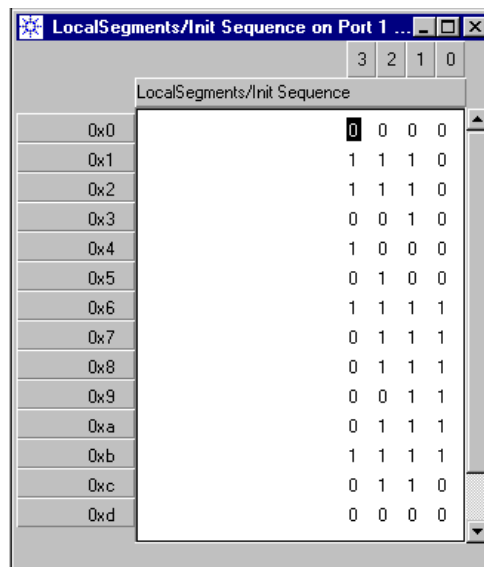 LocalSegments/Init Sequence on Port 1 ...
3 2 1 0
LocalSegments/Init Sequence
0x0 0 0 0 0
0x1 1 1 1 0
0x2 1 1 1 0
0x3 0 0 1 0
0x4 1 0 0 0
0x5 0 1 0 0
0x6 1 1 1 1
0x7 0 1 1 1
0x8 0 1 1 1
0x9 0 0 1 1
0xa 0 1 1 1
0xb 1 1 1 1
0xc 0 1 1 0
0xd 0 0 0 0